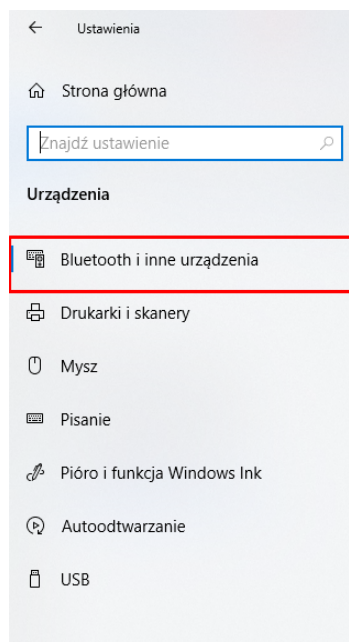 Ustawienia
Strona główna
Znajdź ustawienie
Urządzenia
Bluetooth i inne urządzenia
Drukarki i skanery
Mysz
Pisanie
Pióro i funkcja Windows Ink
Autoodtwarzanie
USB